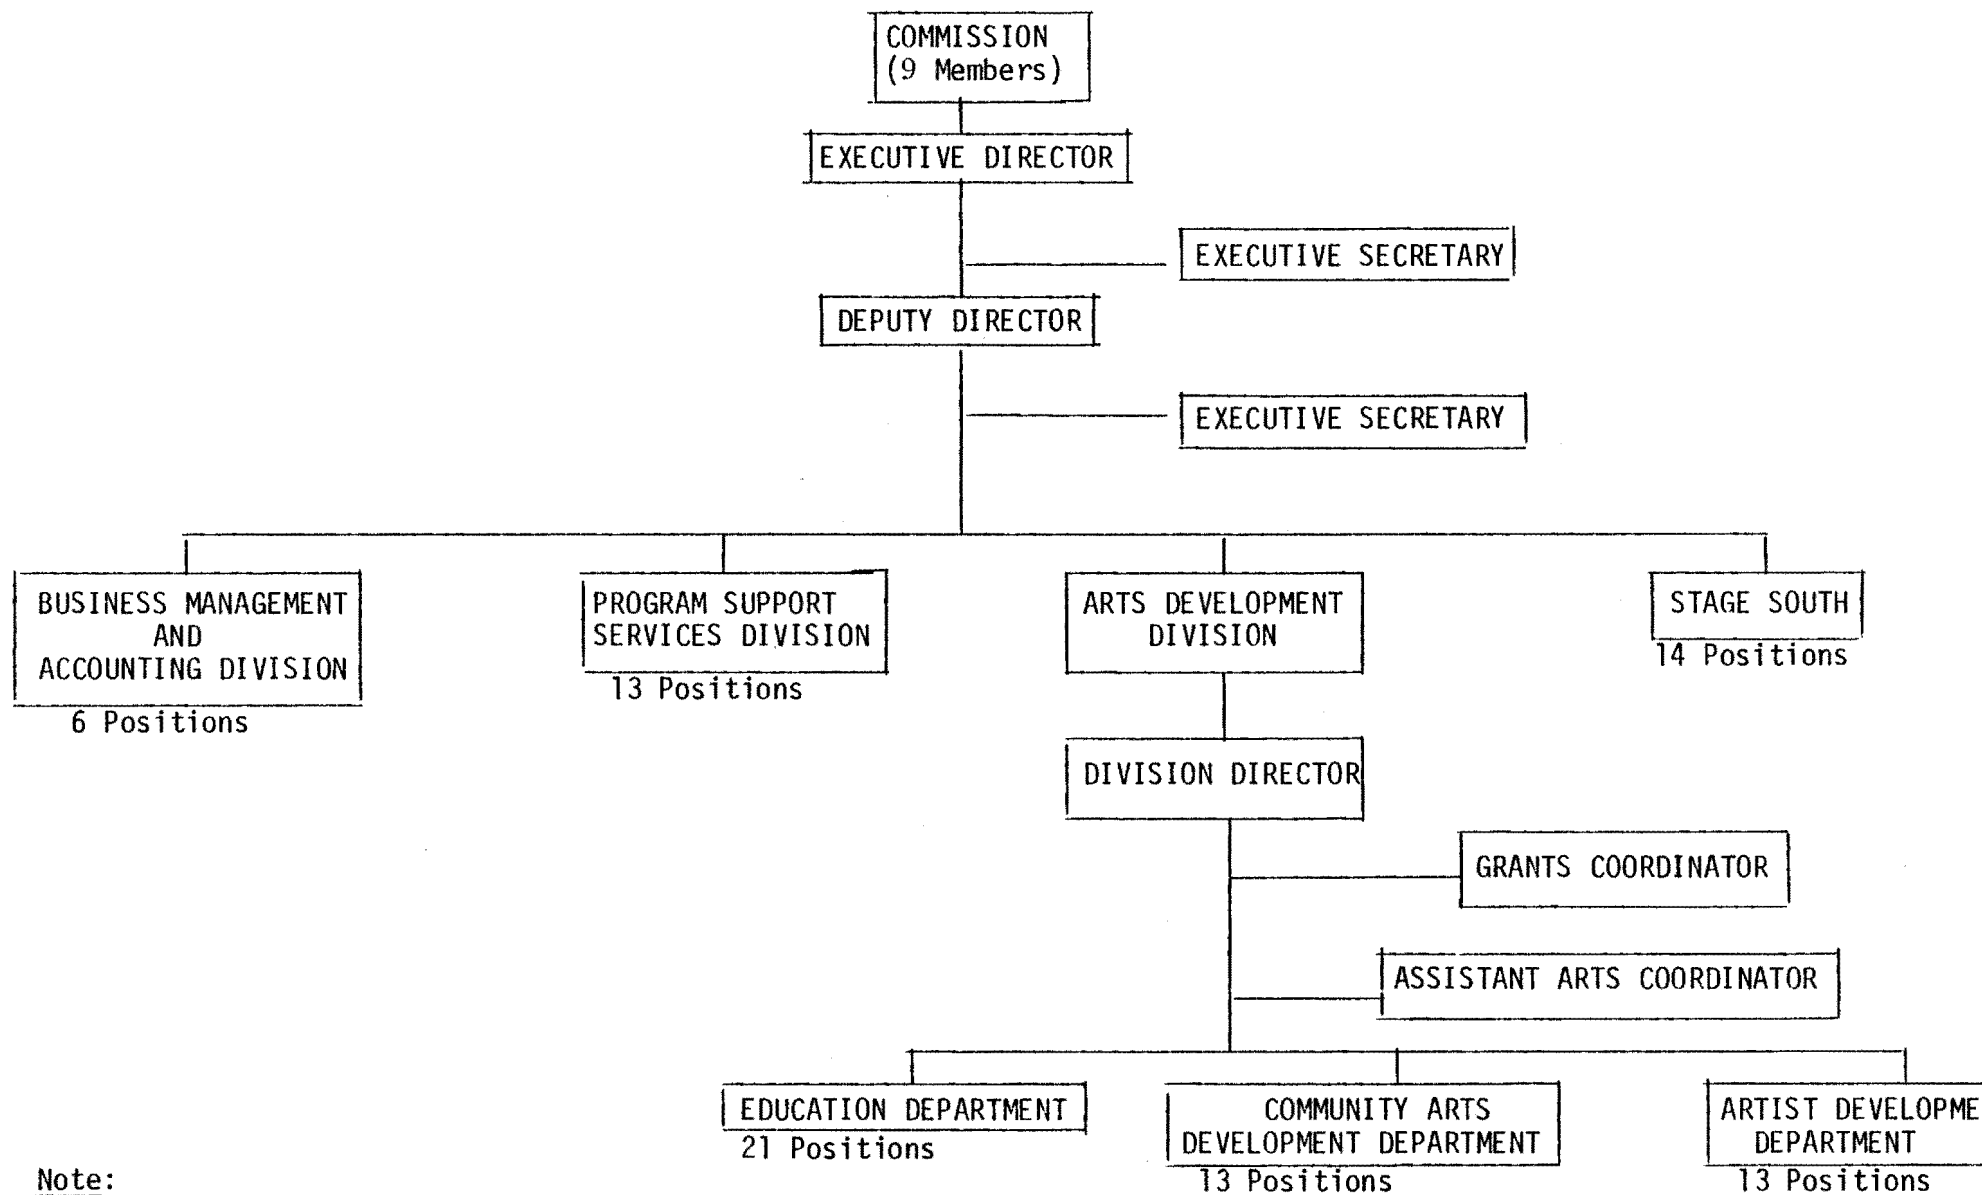 COMMISSION
(9 Members)
EXECUTIVE DIRECTOR
EXECUTIVE SECRETARY
DEPUTY DIRECTOR
EXECUTIVE SECRETARY
BUSINESS MANAGEMENT
AND
ACCOUNTING DIVISION
6 Positions
PROGRAM SUPPORT
SERVICES DIVISION
13 Positions
ARTS DEVELOPMENT
DIVISION
STAGE SOUTH
14 Positions
DIVISION DIRECTOR
GRANTS COORDINATOR
ASSISTANT ARTS COORDINATOR
EDUCATION DEPARTMENT
21 Positions
COMMUNITY ARTS
DEVELOPMENT DEPARTMENT
13 Positions
ARTIST DEVELOPME
DEPARTMENT
13 Positions
Note: